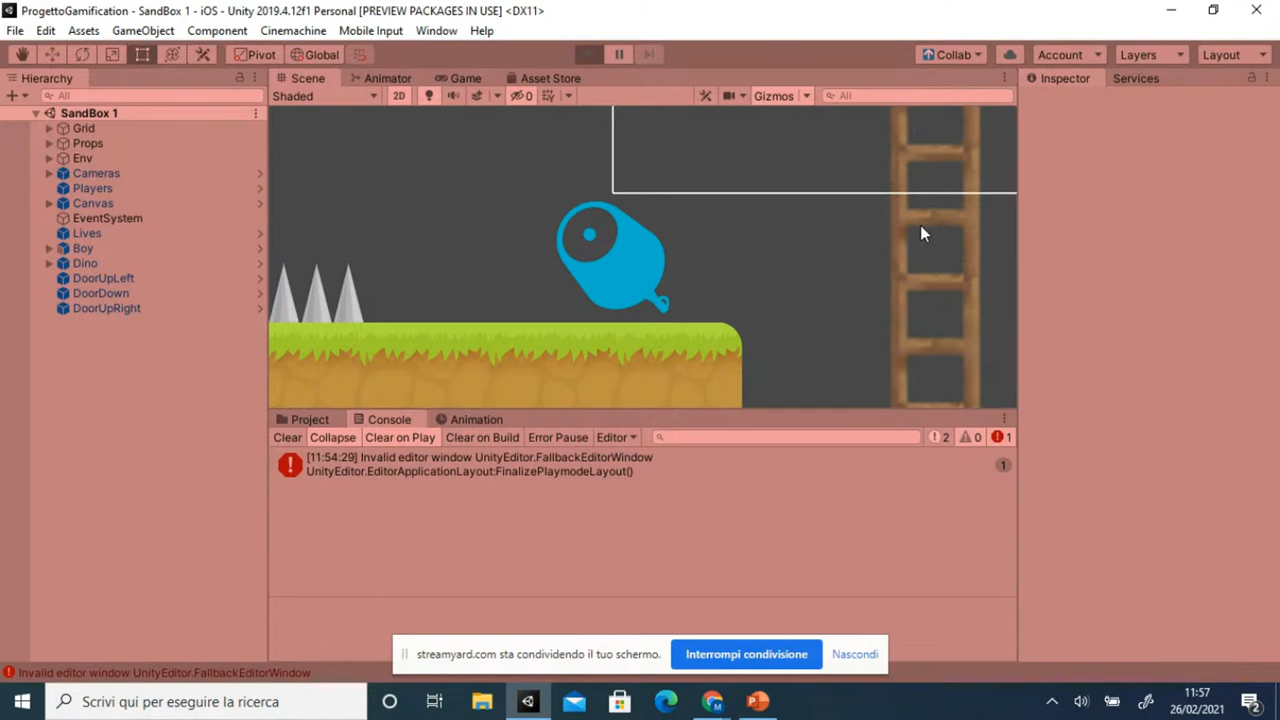 ProgettoGamification - SandBox 1 - iOS - Unity 2019.4.12f1 Personal [PREVIEW PACKAGES IN USE] <DX11>
File Edit Assets GameObject Component Cinemachine Mobile Input Window Help
Pivot Global Collab Account Layers Layout
Hierarchy
All
SandBox 1
Grid
Props
Env
Cameras
Players
Canvas
EventSystem
Lives
Boy
Dino
DoorUpLeft
DoorDown
DoorUpRight
Scene Animator Game Asset Store
Shaded 2D 0 Gizmos All
Project Console Animation
Clear Collapse Clear on Play Clear on Build Error Pause Editor 2 0 1
[11:54:29] Invalid editor window UnityEditor.FallbackEditorWindow
UnityEditor.EditorApplicationLayout:FinalizePlaymodeLayout()
1
Inspector Services
streamyard.com sta condividendo il tuo schermo. Interrompi condivisione Nascondi
Invalid editor window UnityEditor.FallbackEditorWindow
Scrivi qui per eseguire la ricerca
11:57
26/02/2021
2